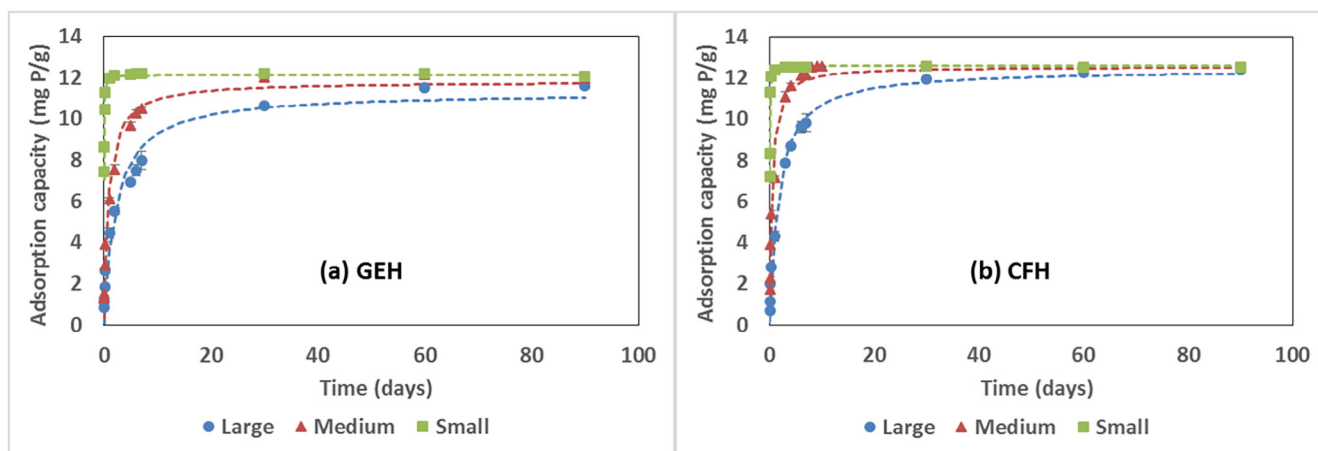 14
12
10
8
6
4
2
0
Adsorption capacity (mg P/g)
(a) GEH
0 20 40 60 80 100
Time (days)
Large Medium Small
14
12
10
8
6
4
2
0
Adsorption capacity (mg P/g)
(b) CFH
0 20 40 60 80 100
Time (days)
Large Medium Small